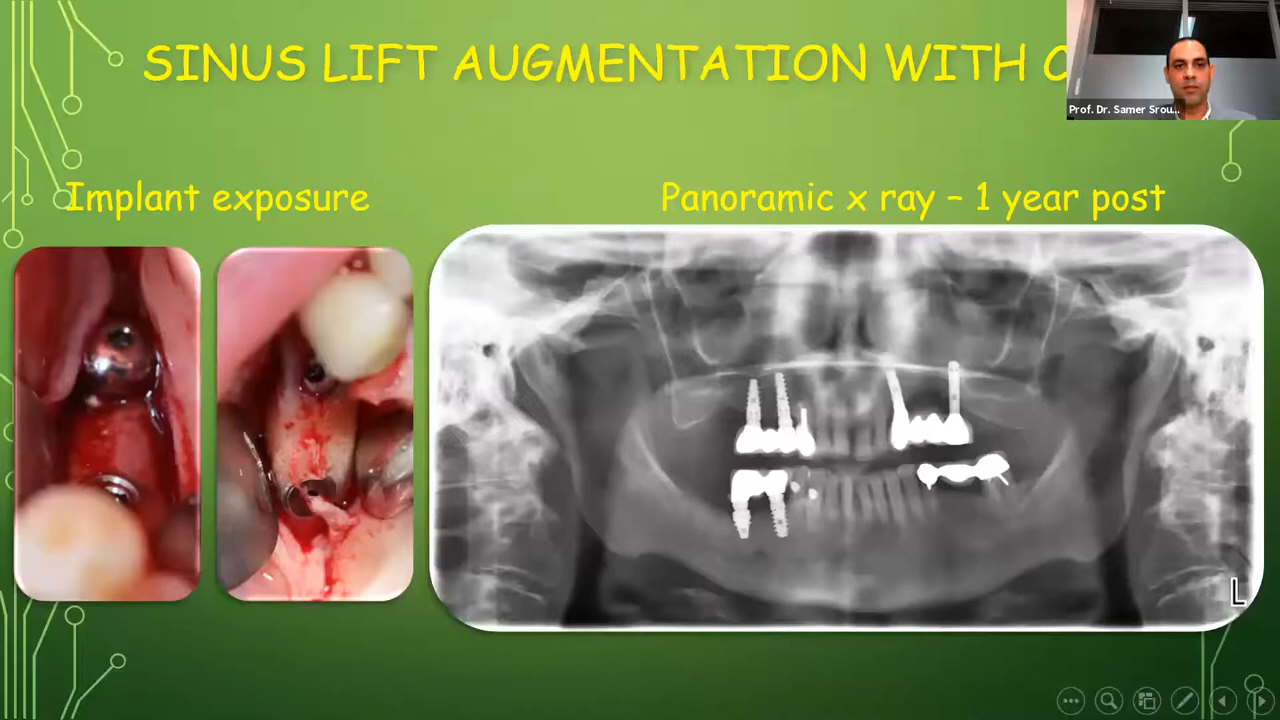 SINUS LIFT AUGMENTATION WITH
Prof. Dr. Samer Srou...
Implant exposure
Panoramic x ray – 1 year post
L